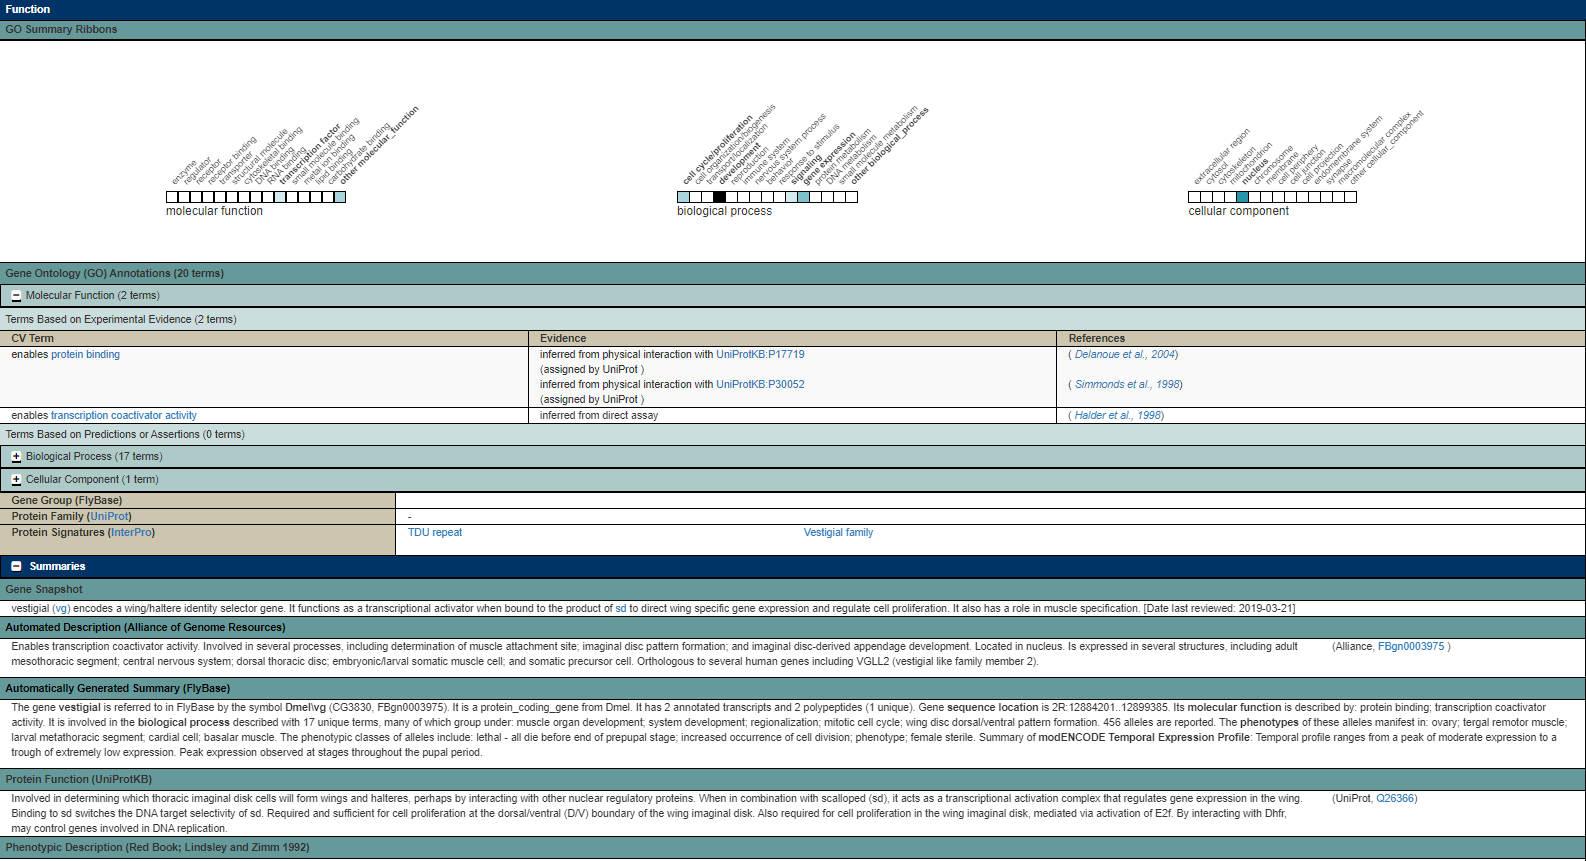 Function
GO Summary Ribbons
enzyme
regulator
receptor
receptor binding
transporter
structural molecule
cytoskeletal binding
DNA binding
RNA binding
transcription factor
small molecule binding
metal ion binding
lipid binding
carbohydrate binding
other molecular_function
molecular function
cell cycle/proliferation
cell organization/biogenesis
transport/localization
development
reproduction
immune system
nervous system process
behavior
response to stimulus
signaling
gene expression
protein metabolism
DNA metabolism
small molecule metabolism
other biological_process
biological process
extracellular region
cytosol
cytoskeleton
mitochondrion
nucleus
chromosome
membrane
cell periphery
cell junction
cell projection
endomembrane system
synapse
macromolecular complex
other cellular_component
cellular component
Gene Ontology (GO) Annotations (20 terms)
Molecular Function (2 terms)
Terms Based on Experimental Evidence (2 terms)
CV Term Evidence References
enables protein binding inferred from physical interaction with UniProtKB:P17719 ( Delanoue et al., 2004)
(assigned by UniProt )
inferred from physical interaction with UniProtKB:P30052 ( Simmonds et al., 1998)
(assigned by UniProt )
enables transcription coactivator activity inferred from direct assay ( Halder et al., 1998)
Terms Based on Predictions or Assertions (0 terms)
Biological Process (17 terms)
Cellular Component (1 term)
Gene Group (FlyBase)
Protein Family (UniProt) -
Protein Signatures (InterPro) TDU repeat Vestigial family
Summaries
Gene Snapshot
vestigial (vg) encodes a wing/haltere identity selector gene. It functions as a transcriptional activator when bound to the product of sd to direct wing specific gene expression and regulate cell proliferation. It also has a role in muscle specification. [Date last reviewed: 2019-03-21]
Automated Description (Alliance of Genome Resources)
Enables transcription coactivator activity. Involved in several processes, including determination of muscle attachment site; imaginal disc pattern formation; and imaginal disc-derived appendage development. Located in nucleus. Is expressed in several structures, including adult (Alliance, FBgn0003975 )
mesothoracic segment; central nervous system; dorsal thoracic disc; embryonic/larval somatic muscle cell; and somatic precursor cell. Orthologous to several human genes including VGLL2 (vestigial like family member 2).
Automatically Generated Summary (FlyBase)
The gene vestigial is referred to in FlyBase by the symbol Dmel\vg (CG3830, FBgn0003975). It is a protein_coding_gene from Dmel. It has 2 annotated transcripts and 2 polypeptides (1 unique). Gene sequence location is 2R:12884201..12899385. Its molecular function is described by: protein binding; transcription coactivator
activity. It is involved in the biological process described with 17 unique terms, many of which group under: muscle organ development; system development; regionalization; mitotic cell cycle; wing disc dorsal/ventral pattern formation. 456 alleles are reported. The phenotypes of these alleles manifest in: ovary; tergal remotor muscle;
larval metathoracic segment; cardial cell; basalar muscle. The phenotypic classes of alleles include: lethal - all die before end of prepupal stage; increased occurrence of cell division; phenotype; female sterile. Summary of modENCODE Temporal Expression Profile: Temporal profile ranges from a peak of moderate expression to a
trough of extremely low expression. Peak expression observed at stages throughout the pupal period.
Protein Function (UniProtKB)
Involved in determining which thoracic imaginal disk cells will form wings and halteres, perhaps by interacting with other nuclear regulatory proteins. When in combination with scalloped (sd), it acts as a transcriptional activation complex that regulates gene expression in the wing. (UniProt, Q26366)
Binding to sd switches the DNA target selectivity of sd. Required and sufficient for cell proliferation at the dorsal/ventral (D/V) boundary of the wing imaginal disk. Also required for cell proliferation in the wing imaginal disk, mediated via activation of E2f. By interacting with Dhfr,
may control genes involved in DNA replication.
Phenotypic Description (Red Book; Lindsley and Zimm 1992)